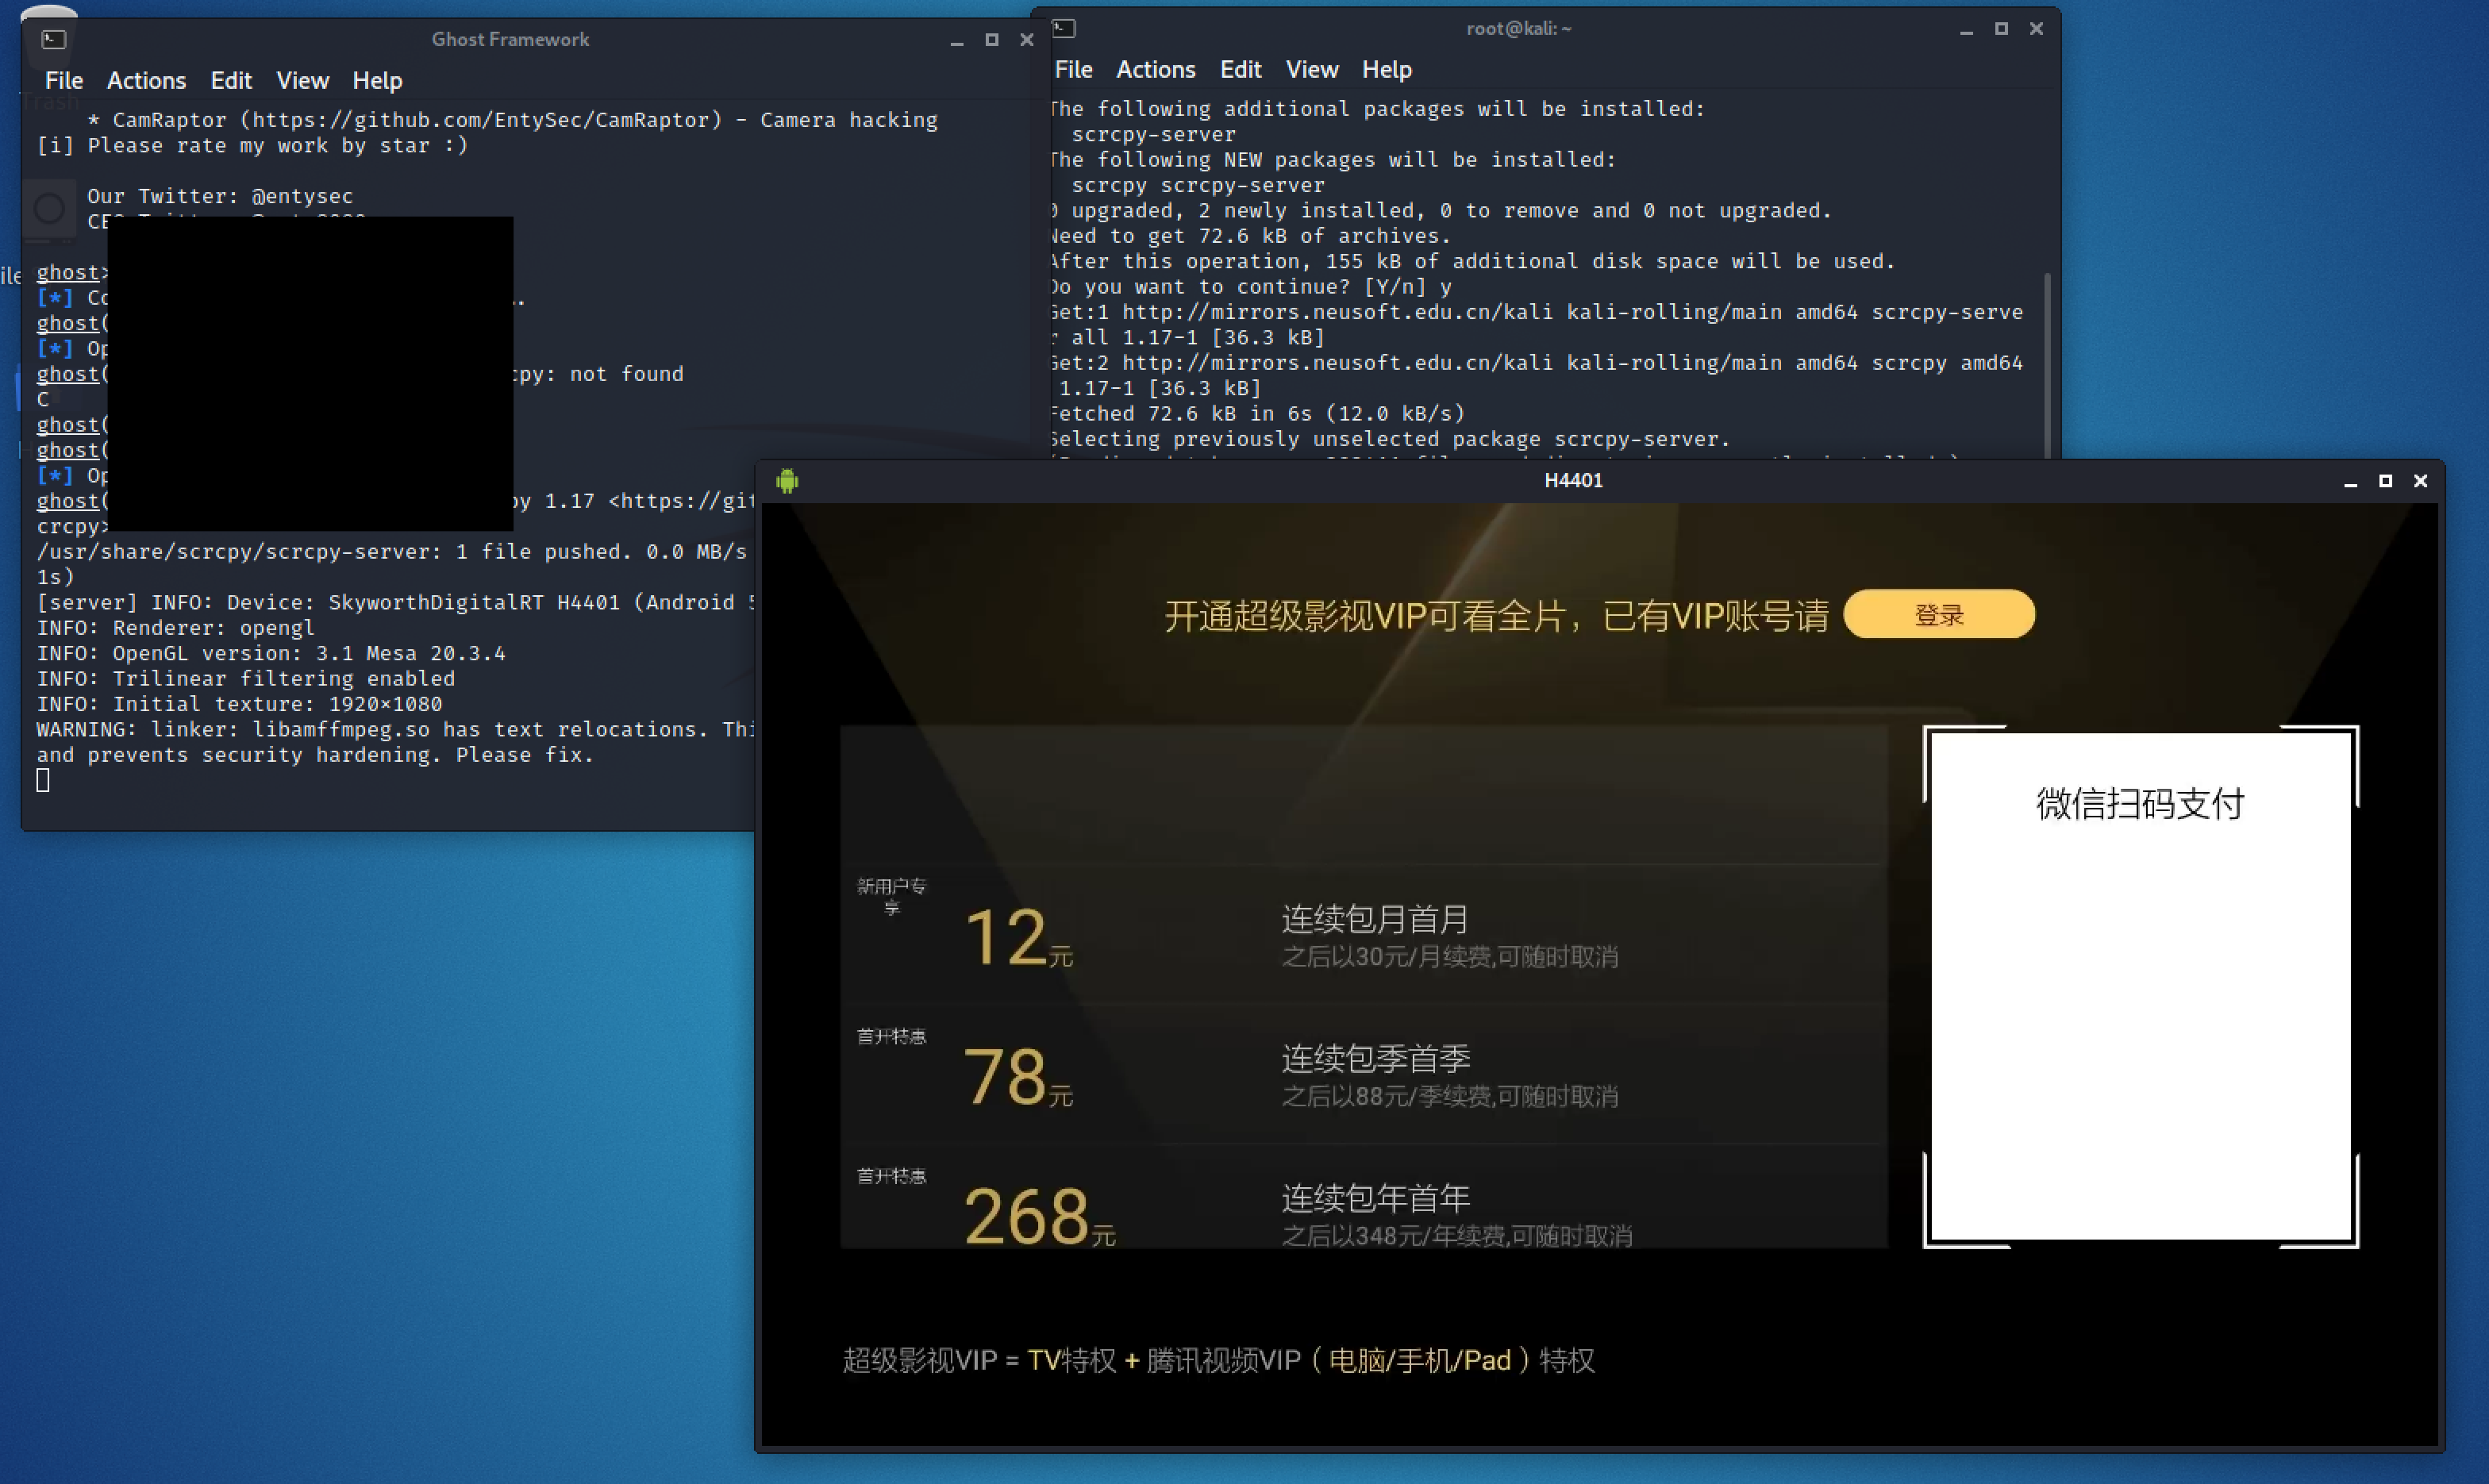 Ghost Framework
File Actions Edit View Help
* CamRaptor (https://github.com/EntySec/CamRaptor) - Camera hacking
[i] Please rate my work by star :)
Our Twitter: @entysec
ghost>
[*] Co
..
ghost(
[*] Op
ghost(
cpy: not found
C
ghost(
ghost(
[*] Op
ghost(
py 1.17 <https://git
crcpy>
/usr/share/scrcpy/scrcpy-server: 1 file pushed. 0.0 MB/s
1s)
[server] INFO: Device: SkyworthDigitalRT H4401 (Android 5
INFO: Renderer: opengl
INFO: OpenGL version: 3.1 Mesa 20.3.4
INFO: Trilinear filtering enabled
INFO: Initial texture: 1920×1080
WARNING: linker: libamffmpeg.so has text relocations. Thi
and prevents security hardening. Please fix.
root@kali: ~
File Actions Edit View Help
The following additional packages will be installed:
scrcpy-server
The following NEW packages will be installed:
scrcpy scrcpy-server
0 upgraded, 2 newly installed, 0 to remove and 0 not upgraded.
Need to get 72.6 kB of archives.
After this operation, 155 kB of additional disk space will be used.
Do you want to continue? [Y/n] y
Get:1 http://mirrors.neusoft.edu.cn/kali kali-rolling/main amd64 scrcpy-serve
r all 1.17-1 [36.3 kB]
Get:2 http://mirrors.neusoft.edu.cn/kali kali-rolling/main amd64 scrcpy amd64
1.17-1 [36.3 kB]
Fetched 72.6 kB in 6s (12.0 kB/s)
Selecting previously unselected package scrcpy-server.
H4401
开通超级影视VIP可看全片，已有VIP账号请 登录
微信扫码支付
新用户专
享
12元
连续包月首月
之后以30元/月续费,可随时取消
首开特惠
78元
连续包季首季
之后以88元/季续费,可随时取消
首开特惠
268元
连续包年首年
之后以348元/年续费,可随时取消
超级影视VIP = TV特权 + 腾讯视频VIP（电脑/手机/Pad）特权